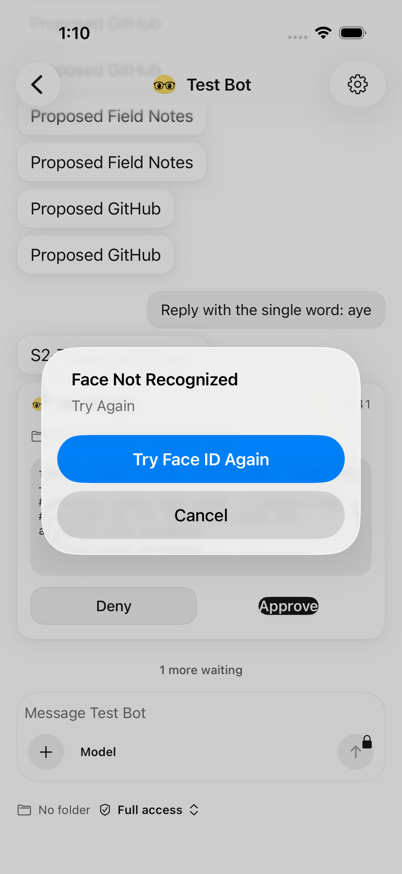 Proposed GitHub
1:10
Proposed GitHub
Test Bot
Proposed Field Notes
Proposed Field Notes
Proposed GitHub
Proposed GitHub
Reply with the single word: aye
Face Not Recognized
Try Again
Try Face ID Again
Cancel
Deny
Approve
1 more waiting
Message Test Bot
Model
No folder
Full access